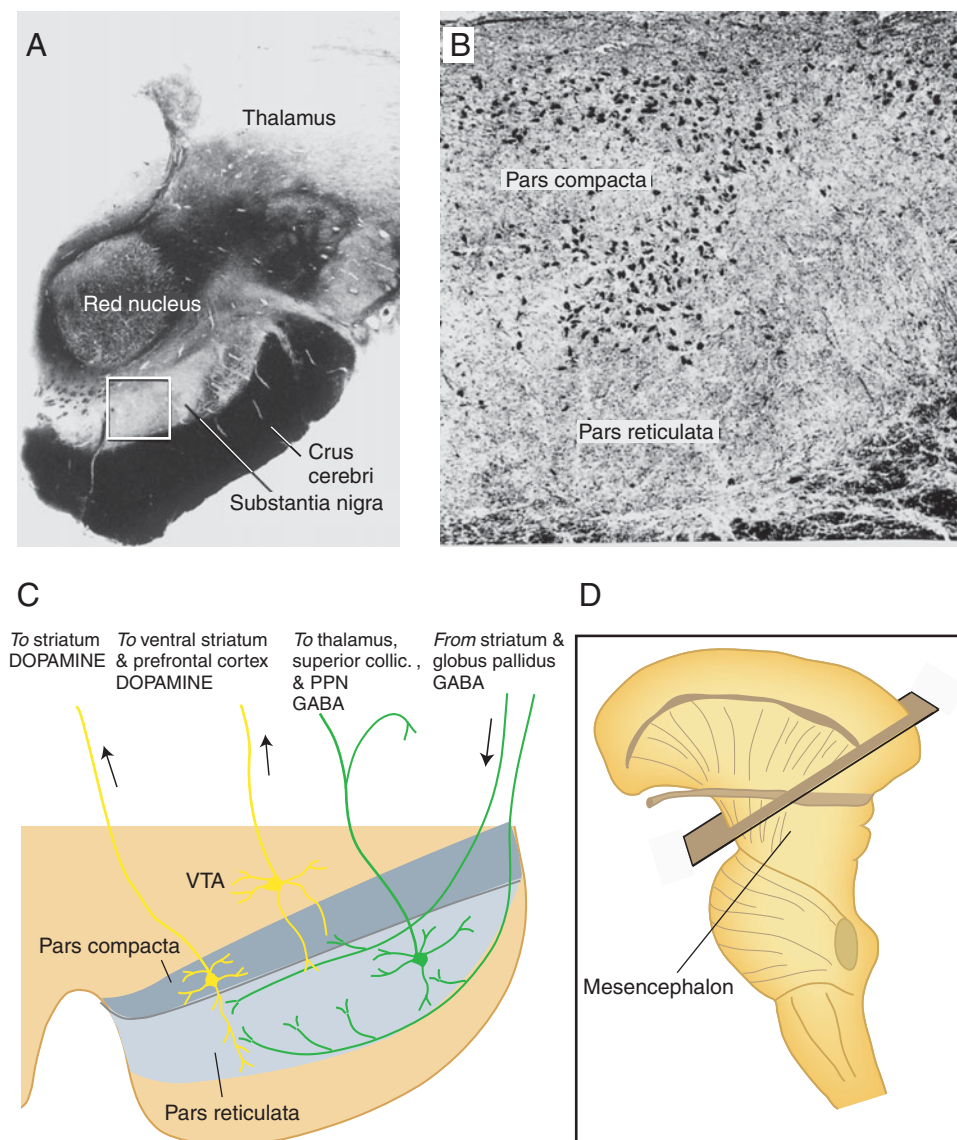 A
Thalamus
Red nucleus
Crus
cerebri
Substantia nigra
B
Pars compacta
Pars reticulata
C
To striatum
DOPAMINE
To ventral striatum
& prefrontal cortex
DOPAMINE
To thalamus,
superior collic. ,
& PPN
GABA
From striatum &
globus pallidus
GABA
VTA
Pars compacta
Pars reticulata
D
Mesencephalon